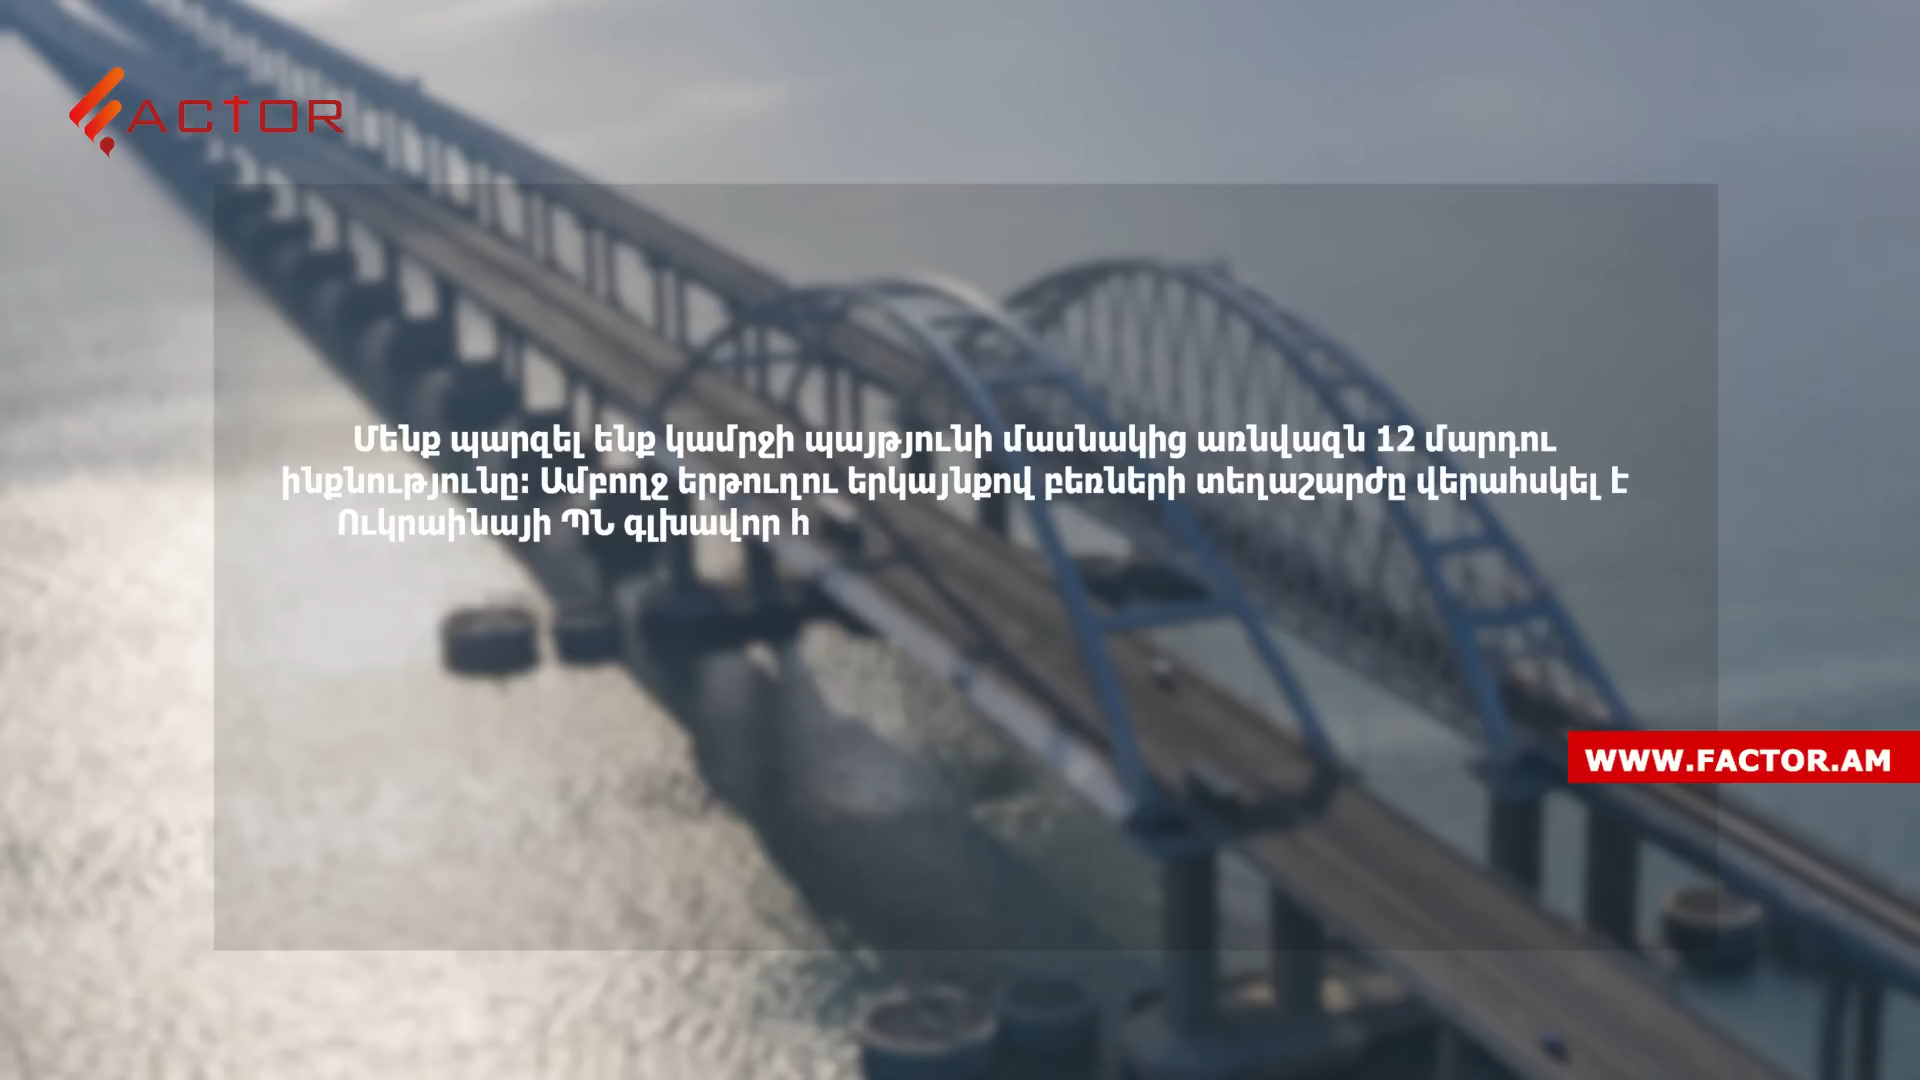 ACTOR
Մենք պարզել ենք կամրջի պայթյունի մասնակից առնվազն 12 մարդու
ինքնությունը: Ամբողջ երթուղու երկայնքով բեռների տեղաշարժը վերահսկել է
Ուկրաինայի ՊՆ գլխավոր հ
WWW.FACTOR.AM